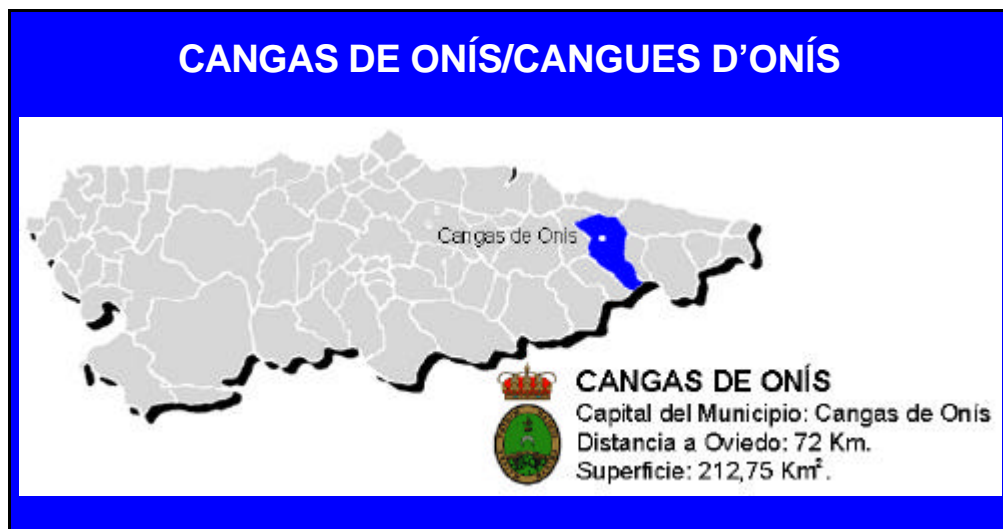 CANGAS DE ONÍS/CANGUES D’ONÍS
Cangas de Onís
CANGAS DE ONÍS
Capital del Municipio: Cangas de Onís
Distancia a Oviedo: 72 Km.
Superficie: 212,75 Km².